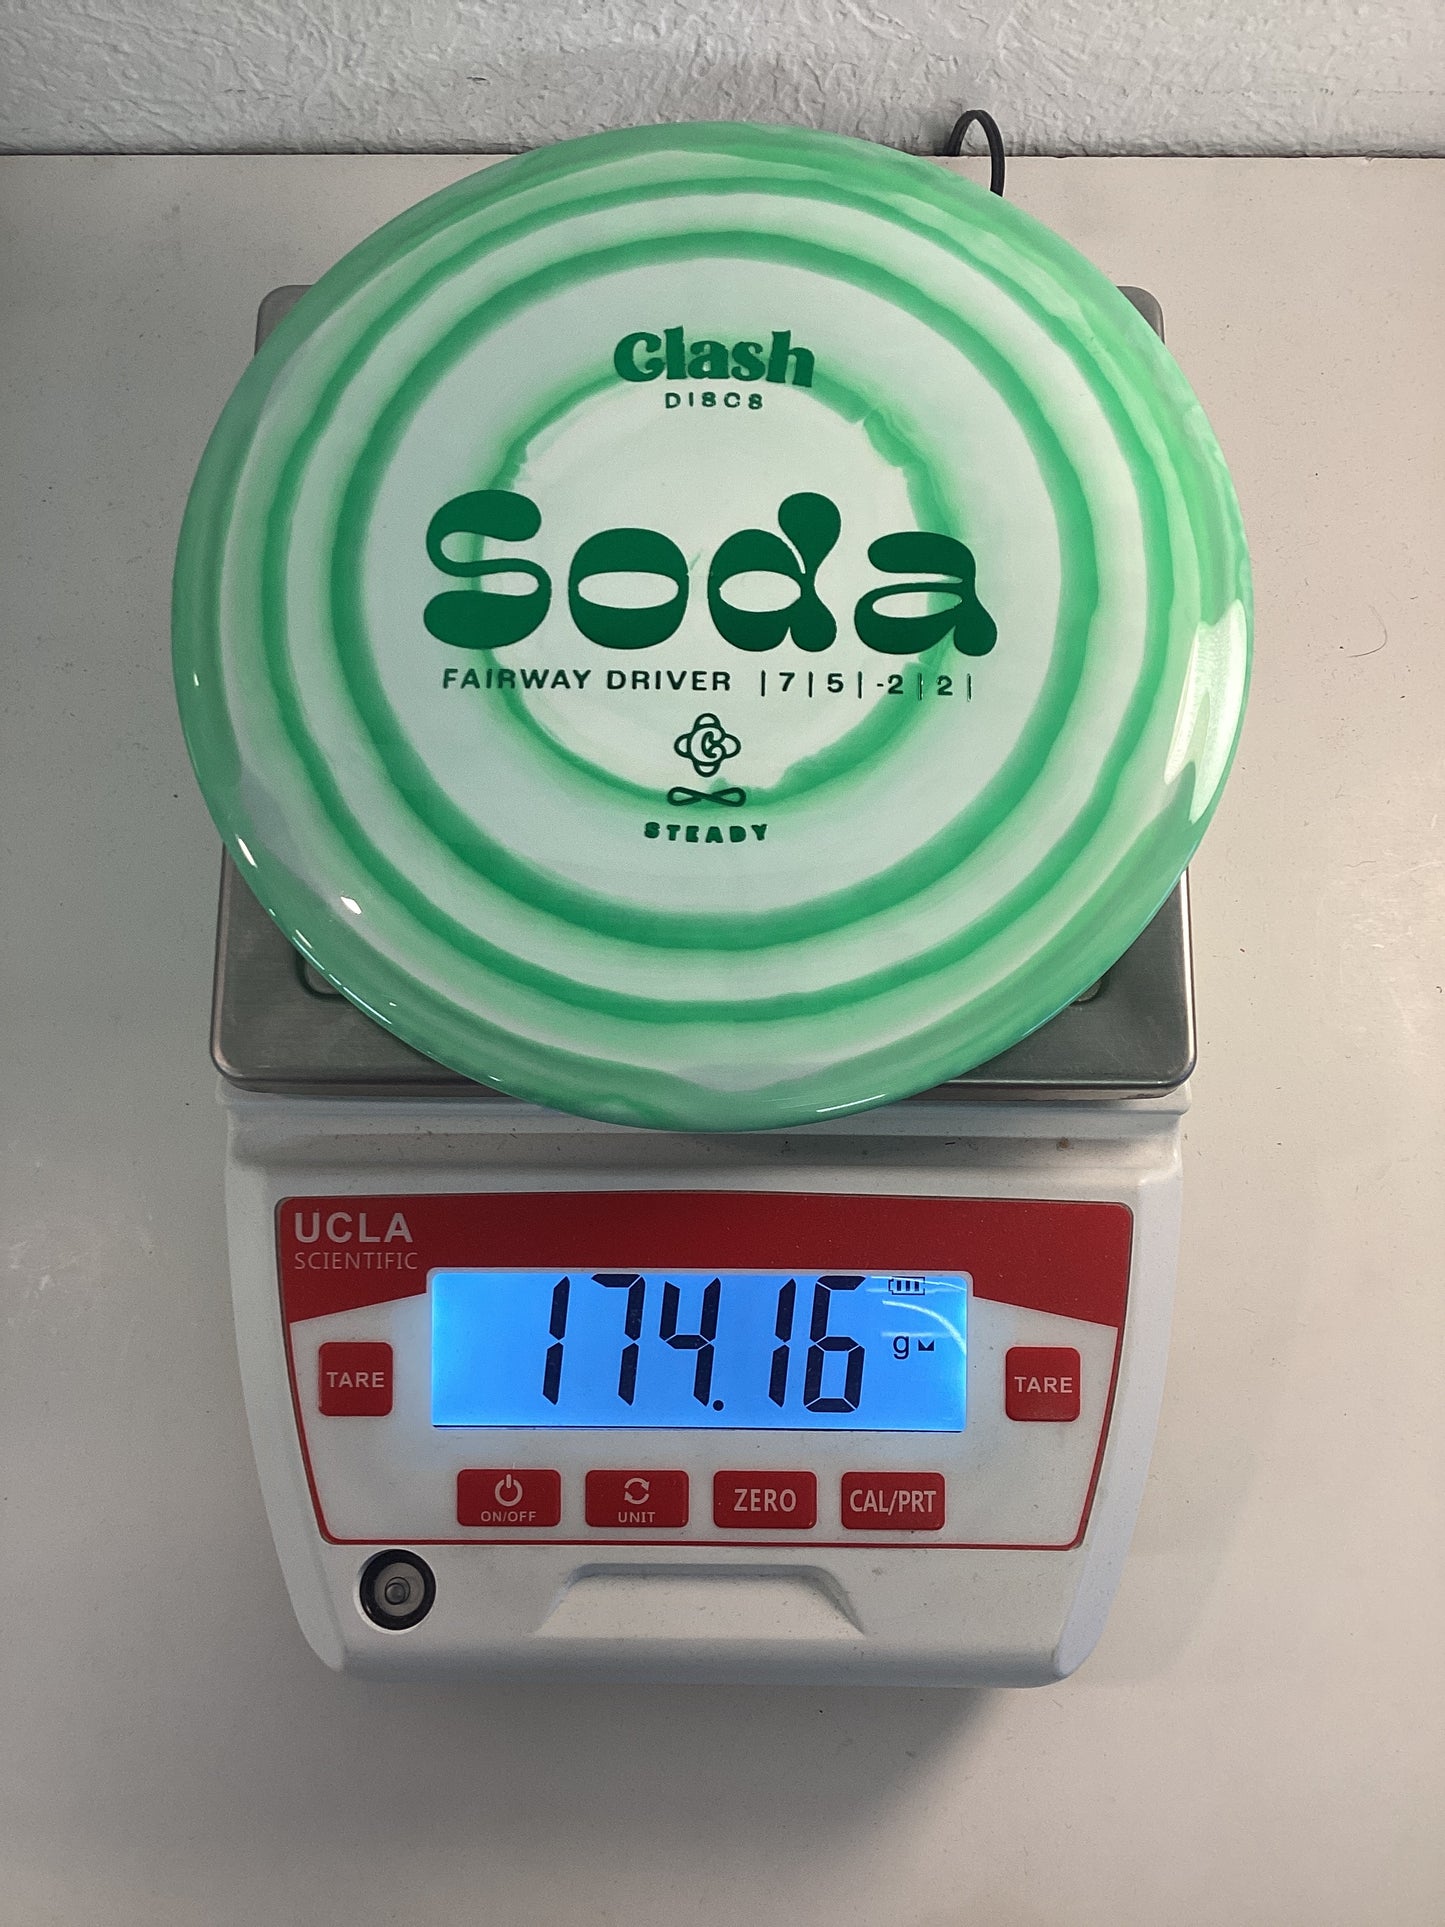 Clash
DISCS
Soda
FAIRWAY DRIVER |7|5|-2|2|
C
STEADY
UCLA
SCIENTIFIC
174.16
g
TARE
TARE
ON/OFF
UNIT
ZERO
CAL/PRT